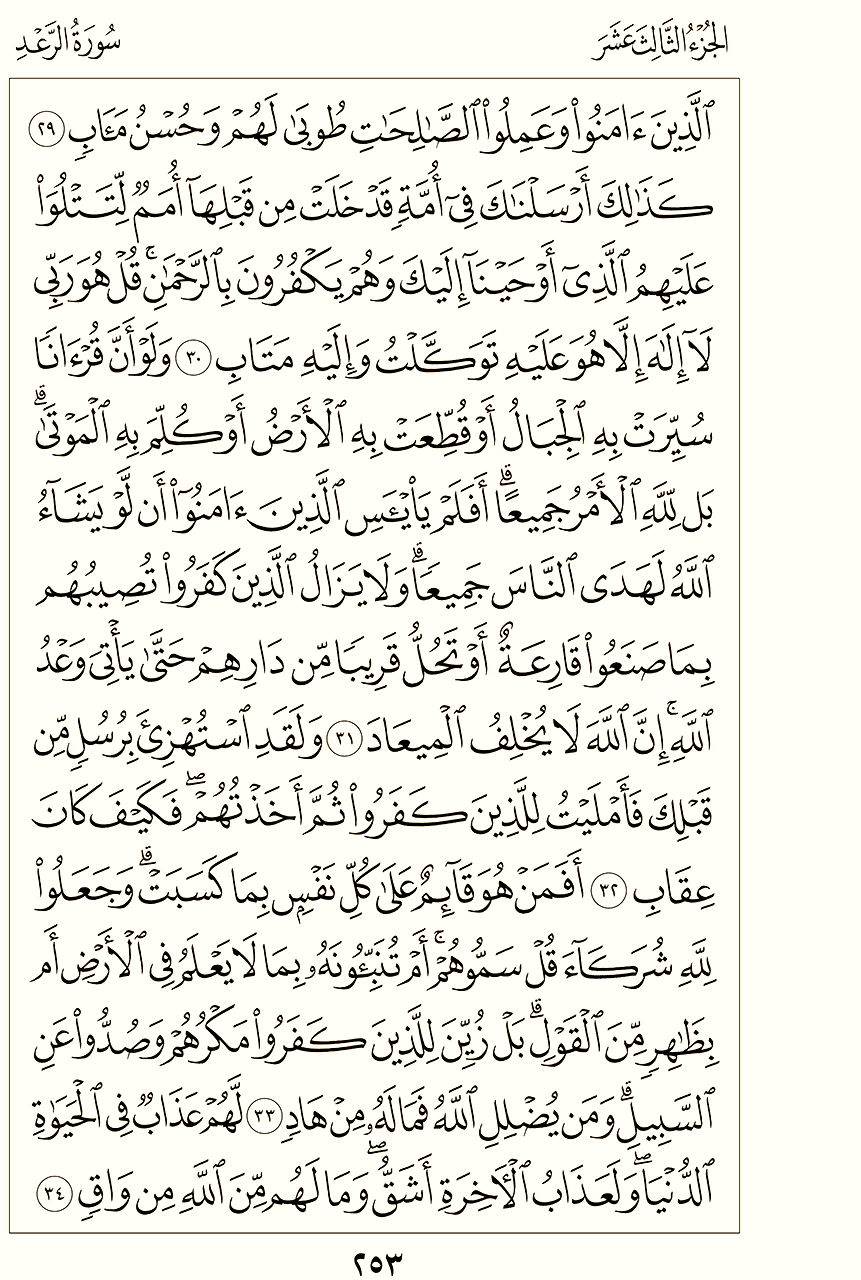 الجُزْءُ الثَّالِثَ عَشَرَ
سُورَةُ الرَّعْدِ
ٱلَّذِينَ ءَامَنُوا۟ وَعَمِلُوا۟ ٱلصَّـٰلِحَـٰتِ طُوبَىٰ لَهُمْ وَحُسْنُ مَـَٔابٍ ٢٩
كَذَٰلِكَ أَرْسَلْنَـٰكَ فِىٓ أُمَّةٍ قَدْ خَلَتْ مِن قَبْلِهَآ أُمَمٌ لِّتَتْلُوَا۟
عَلَيْهِمُ ٱلَّذِىٓ أَوْحَيْنَآ إِلَيْكَ وَهُمْ يَكْفُرُونَ بِٱلرَّحْمَـٰنِ ۚ قُلْ هُوَ رَبِّى
لَآ إِلَـٰهَ إِلَّا هُوَ عَلَيْهِ تَوَكَّلْتُ وَإِلَيْهِ مَتَابِ ٣٠ وَلَوْ أَنَّ قُرْءَانًا
سُيِّرَتْ بِهِ ٱلْجِبَالُ أَوْ قُطِّعَتْ بِهِ ٱلْأَرْضُ أَوْ كُلِّمَ بِهِ ٱلْمَوْتَىٰ ۗ
بَل لِّلَّهِ ٱلْأَمْرُ جَمِيعًا ۗ أَفَلَمْ يَا۟يْـَٔسِ ٱلَّذِينَ ءَامَنُوٓا۟ أَن لَّوْ يَشَآءُ
ٱللَّهُ لَهَدَى ٱلنَّاسَ جَمِيعًا ۗ وَلَا يَزَالُ ٱلَّذِينَ كَفَرُوا۟ تُصِيبُهُم
بِمَا صَنَعُوا۟ قَارِعَةٌ أَوْ تَحُلُّ قَرِيبًا مِّن دَارِهِمْ حَتَّىٰ يَأْتِىَ وَعْدُ
ٱللَّهِ ۚ إِنَّ ٱللَّهَ لَا يُخْلِفُ ٱلْمِيعَادَ ٣١ وَلَقَدِ ٱسْتُهْزِئَ بِرُسُلٍ مِّن
قَبْلِكَ فَأَمْلَيْتُ لِلَّذِينَ كَفَرُوا۟ ثُمَّ أَخَذْتُهُمْ ۖ فَكَيْفَ كَانَ
عِقَابِ ٣٢ أَفَمَنْ هُوَ قَآئِمٌ عَلَىٰ كُلِّ نَفْسٍۭ بِمَا كَسَبَتْ ۗ وَجَعَلُوا۟
لِلَّهِ شُرَكَآءَ قُلْ سَمُّوهُمْ ۚ أَمْ تُنَبِّـُٔونَهُۥ بِمَا لَا يَعْلَمُ فِى ٱلْأَرْضِ أَم
بِظَـٰهِرٍ مِّنَ ٱلْقَوْلِ ۗ بَلْ زُيِّنَ لِلَّذِينَ كَفَرُوا۟ مَكْرُهُمْ وَصُدُّوا۟ عَنِ
ٱلسَّبِيلِ ۗ وَمَن يُضْلِلِ ٱللَّهُ فَمَا لَهُۥ مِنْ هَادٍ ٣٣ لَّهُمْ عَذَابٌ فِى ٱلْحَيَوٰةِ
ٱلدُّنْيَا ۖ وَلَعَذَابُ ٱلْـَٔاخِرَةِ أَشَقُّ ۖ وَمَا لَهُم مِّنَ ٱللَّهِ مِن وَاقٍ ٣٤
٢٥٣